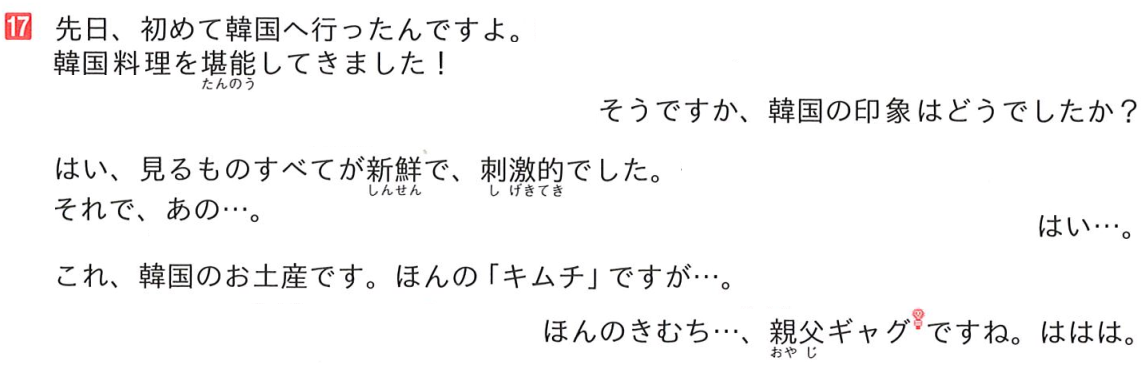 17 先日、初めて韓国へ行ったんですよ。
韓国料理を堪能してきました！
たんのう
そうですか、韓国の印象はどうでしたか？
はい、見るものすべてが新鮮で、刺激的でした。
しんせん しげきてき
それで、あの…。
はい…。
これ、韓国のお土産です。ほんの「キムチ」ですが…。
ほんのきむち…、親父ギャグですね。ははは。
おやじ